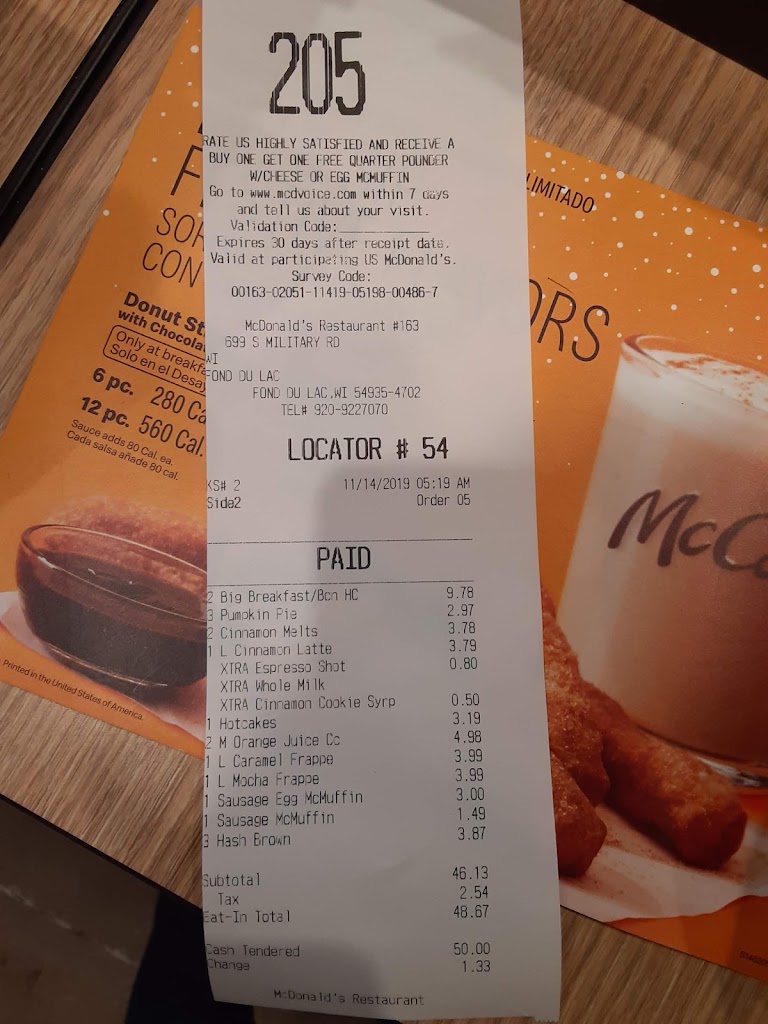 205
RATE US HIGHLY SATISFIED AND RECEIVE A
BUY ONE GET ONE FREE QUARTER POUNDER
W/CHEESE OR EGG MCMUFFIN
Go to www.mcdvoice.com within 7 days
and tell us about your visit.
Validation Code:____________
Expires 30 days after receipt date.
Valid at participating US McDonald's.
Survey Code:
00163-02051-11419-05198-00486-7
McDonald's Restaurant #163
699 S MILITARY RD
WI
FOND DU LAC
FOND DU LAC,WI 54935-4702
TEL# 920-9227070
LOCATOR # 54
KS# 2 11/14/2019 05:19 AM
Side2 Order 05
PAID
2 Big Breakfast/Bcn HC 9.78
3 Pumpkin Pie 2.97
2 Cinnamon Melts 3.78
1 L Cinnamon Latte 3.79
XTRA Espresso Shot 0.80
XTRA Whole Milk
XTRA Cinnamon Cookie Syrp 0.50
1 Hotcakes 3.19
2 M Orange Juice Cc 4.98
1 L Caramel Frappe 3.99
1 L Mocha Frappe 3.99
1 Sausage Egg McMuffin 3.00
1 Sausage McMuffin 1.49
3 Hash Brown 3.87
Subtotal 46.13
Tax 2.54
Eat-In Total 48.67
Cash Tendered 50.00
Change 1.33
McDonald's Restaurant
LIMITADO
ORS
F
SOR
CON
Donut St
with Chocola
Only at breakfa
Solo en el Desay
6 pc. 280 Ca
12 pc. 560 Cal.
Sauce adds 80 Cal. ea.
Cada salsa añade 80 cal.
Printed in the United States of America.
McCa